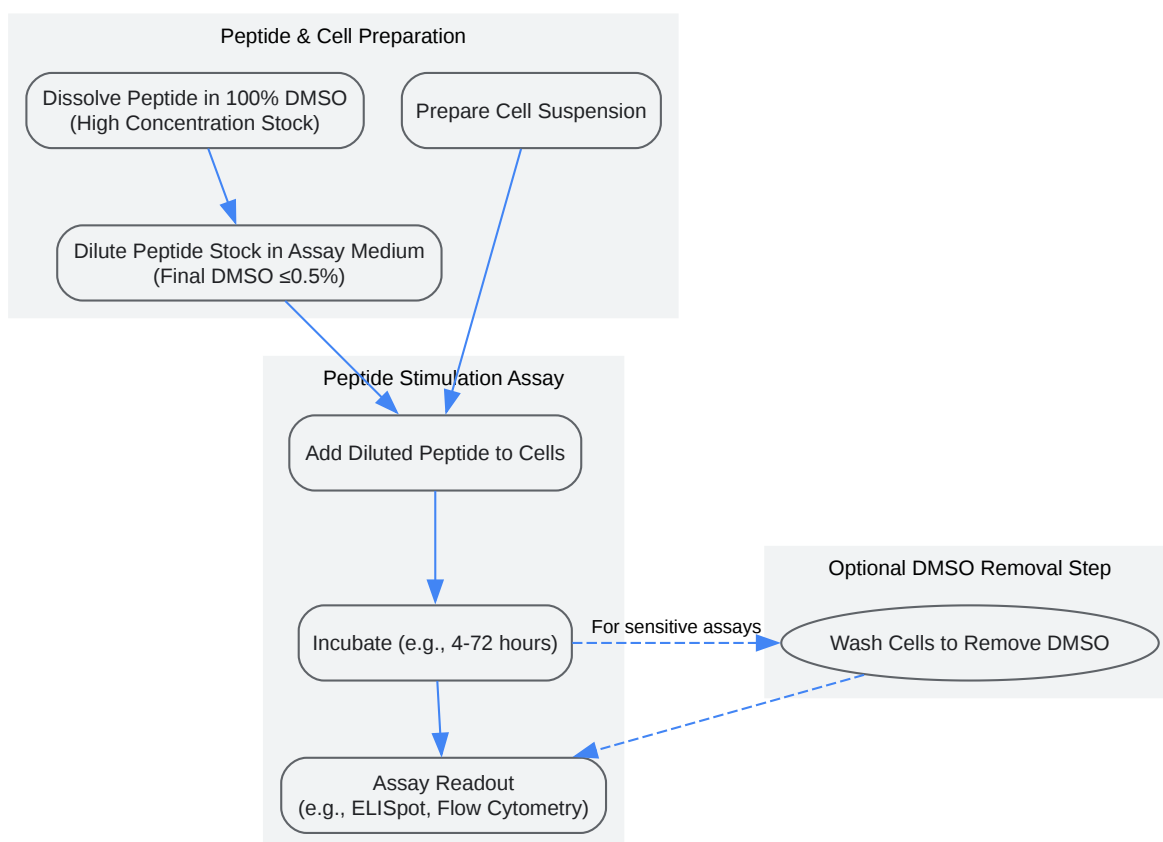 Peptide & Cell Preparation
Dissolve Peptide in 100% DMSO
(High Concentration Stock)
Prepare Cell Suspension
Dilute Peptide Stock in Assay Medium
(Final DMSO ≤0.5%)
Peptide Stimulation Assay
Add Diluted Peptide to Cells
Optional DMSO Removal Step
Incubate (e.g., 4-72 hours)
For sensitive assays
Wash Cells to Remove DMSO
Assay Readout
(e.g., ELISpot, Flow Cytometry)